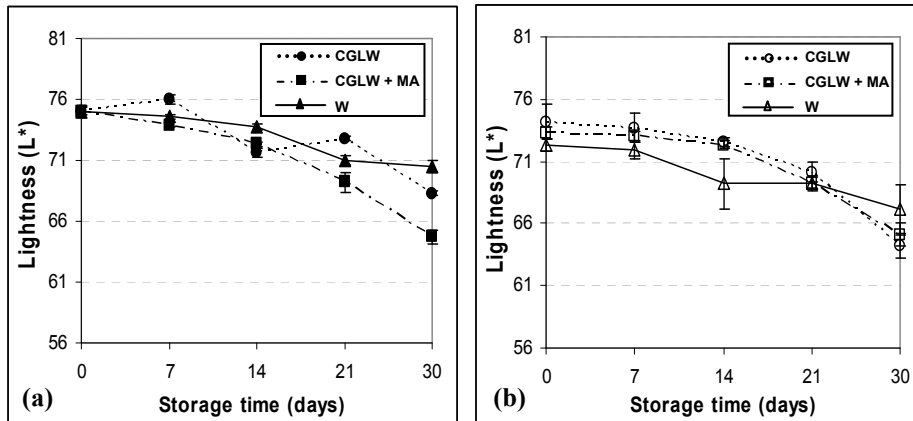 81
76
71
66
61
56
Lightness (L*)
CGLW
CGLW + MA
W
0 7 14 21 30
Storage time (days)
(a)
81
76
71
66
61
56
Lightness (L*)
CGLW
CGLW + MA
W
0 7 14 21 30
Storage time (days)
(b)